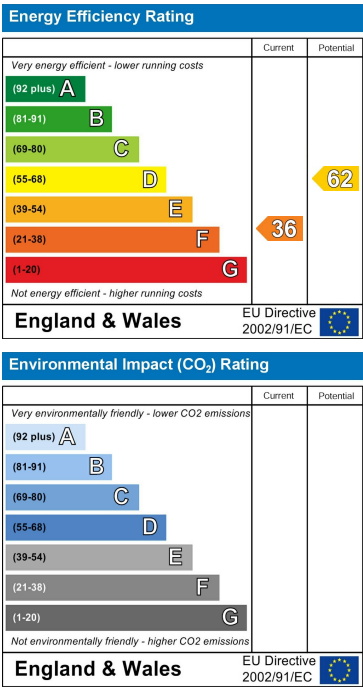 Energy Efficiency Rating
Current Potential
Very energy efficient - lower running costs
(92 plus) A
(81-91) B
(69-80) C
(55-68) D 62
(39-54) E
36
(21-38) F
(1-20) G
Not energy efficient - higher running costs
England & Wales EU Directive
2002/91/EC
Environmental Impact (CO2) Rating
Current Potential
Very environmentally friendly - lower CO2 emissions
(92 plus) A
(81-91) B
(69-80) C
(55-68) D
(39-54) E
(21-38) F
(1-20) G
Not environmentally friendly - higher CO2 emissions
England & Wales EU Directive
2002/91/EC